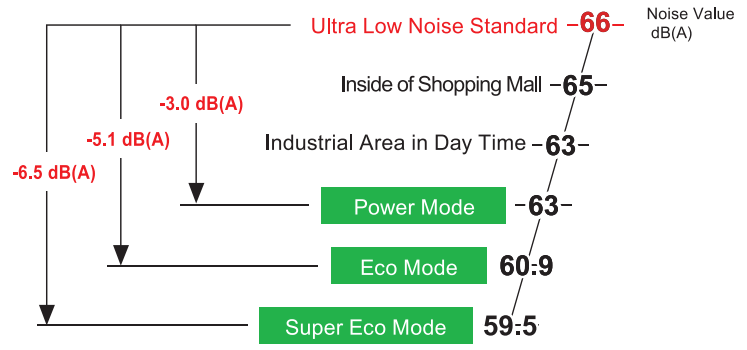 Ultra Low Noise Standard 66 Noise Value
dB(A)
Inside of Shopping Mall 65
-3.0 dB(A)
-5.1 dB(A)
Industrial Area in Day Time 63
-6.5 dB(A)
Power Mode 63
Eco Mode 60.9
Super Eco Mode 59.5